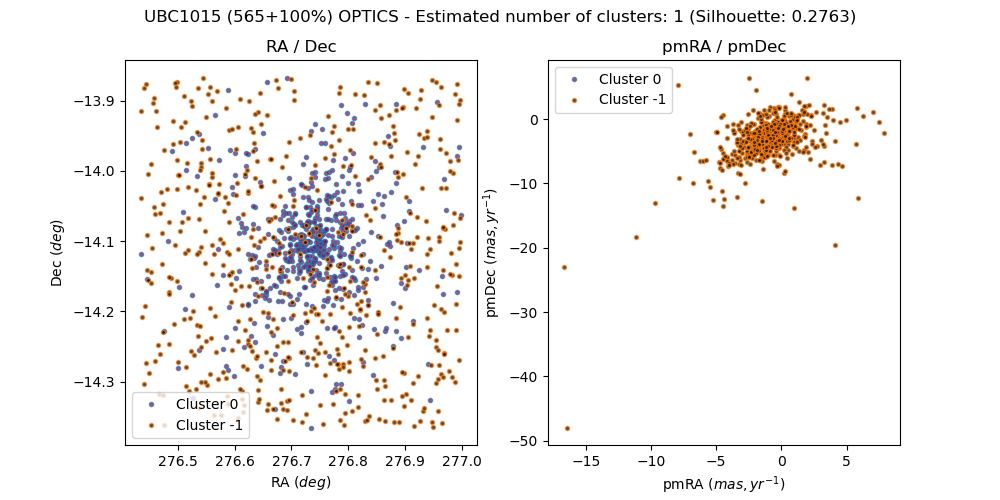 UBC1015 (565+100%) OPTICS - Estimated number of clusters: 1 (Silhouette: 0.2763)
RA / Dec
Dec (deg)
−13.9
−14.0
−14.1
−14.2
−14.3
Cluster 0
Cluster -1
276.5 276.6 276.7 276.8 276.9 277.0
RA (deg)
pmRA / pmDec
pmDec (mas, yr⁻¹)
Cluster 0
Cluster -1
0
−10
−20
−30
−40
−50
−15 −10 −5 0 5
pmRA (mas, yr⁻¹)